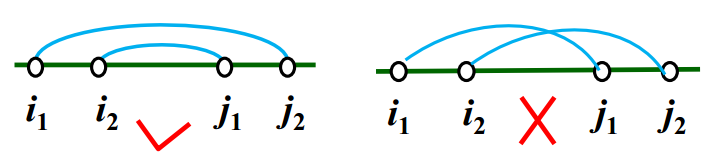 i₁ i₂ j₁ j₂ i₁ i₂ j₁ j₂